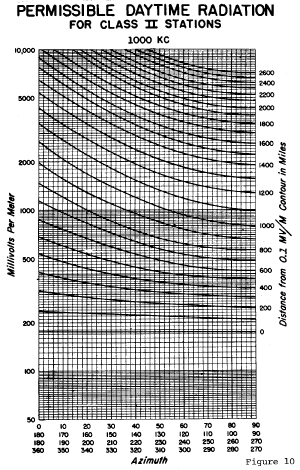 PERMISSIBLE DAYTIME RADIATION
FOR CLASS II STATIONS
1000 KC
10,000
5000
2000
1000
500
200
100
50
Millivolts Per Meter
2600
2400
2200
2000
1800
1600
1400
1200
1000
800
600
400
200
0
Distance from 0.1 MV/M Contour in Miles
0 10 20 30 40 50 60 70 80 90
180 170 160 150 140 130 120 110 100 90
180 190 200 210 220 230 240 250 260 270
360 350 340 330 320 310 300 290 280 270
Azimuth
Figure 10